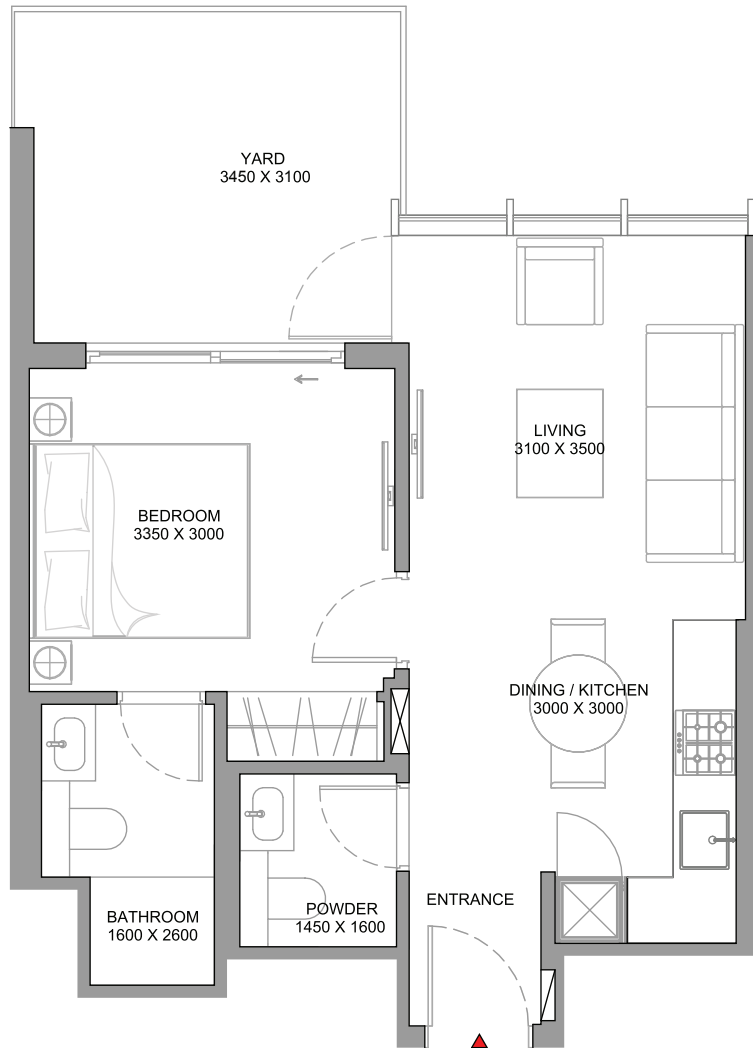 YARD
3450 X 3100
LIVING
3100 X 3500
BEDROOM
3350 X 3000
DINING / KITCHEN
3000 X 3000
ENTRANCE
POWDER
1450 X 1600
BATHROOM
1600 X 2600